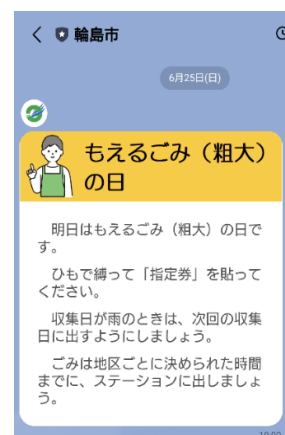 輪島市
6月25日(日)
もえるごみ（粗大）
の日
明日はもえるごみ（粗大）の日で
す。
ひもで縛って「指定券」を貼って
ください。
収集日が雨のときは、次回の収集
日に出すようにしましょう。
ごみは地区ごとに決められた時間
までに、ステーションに出しましょ
う。